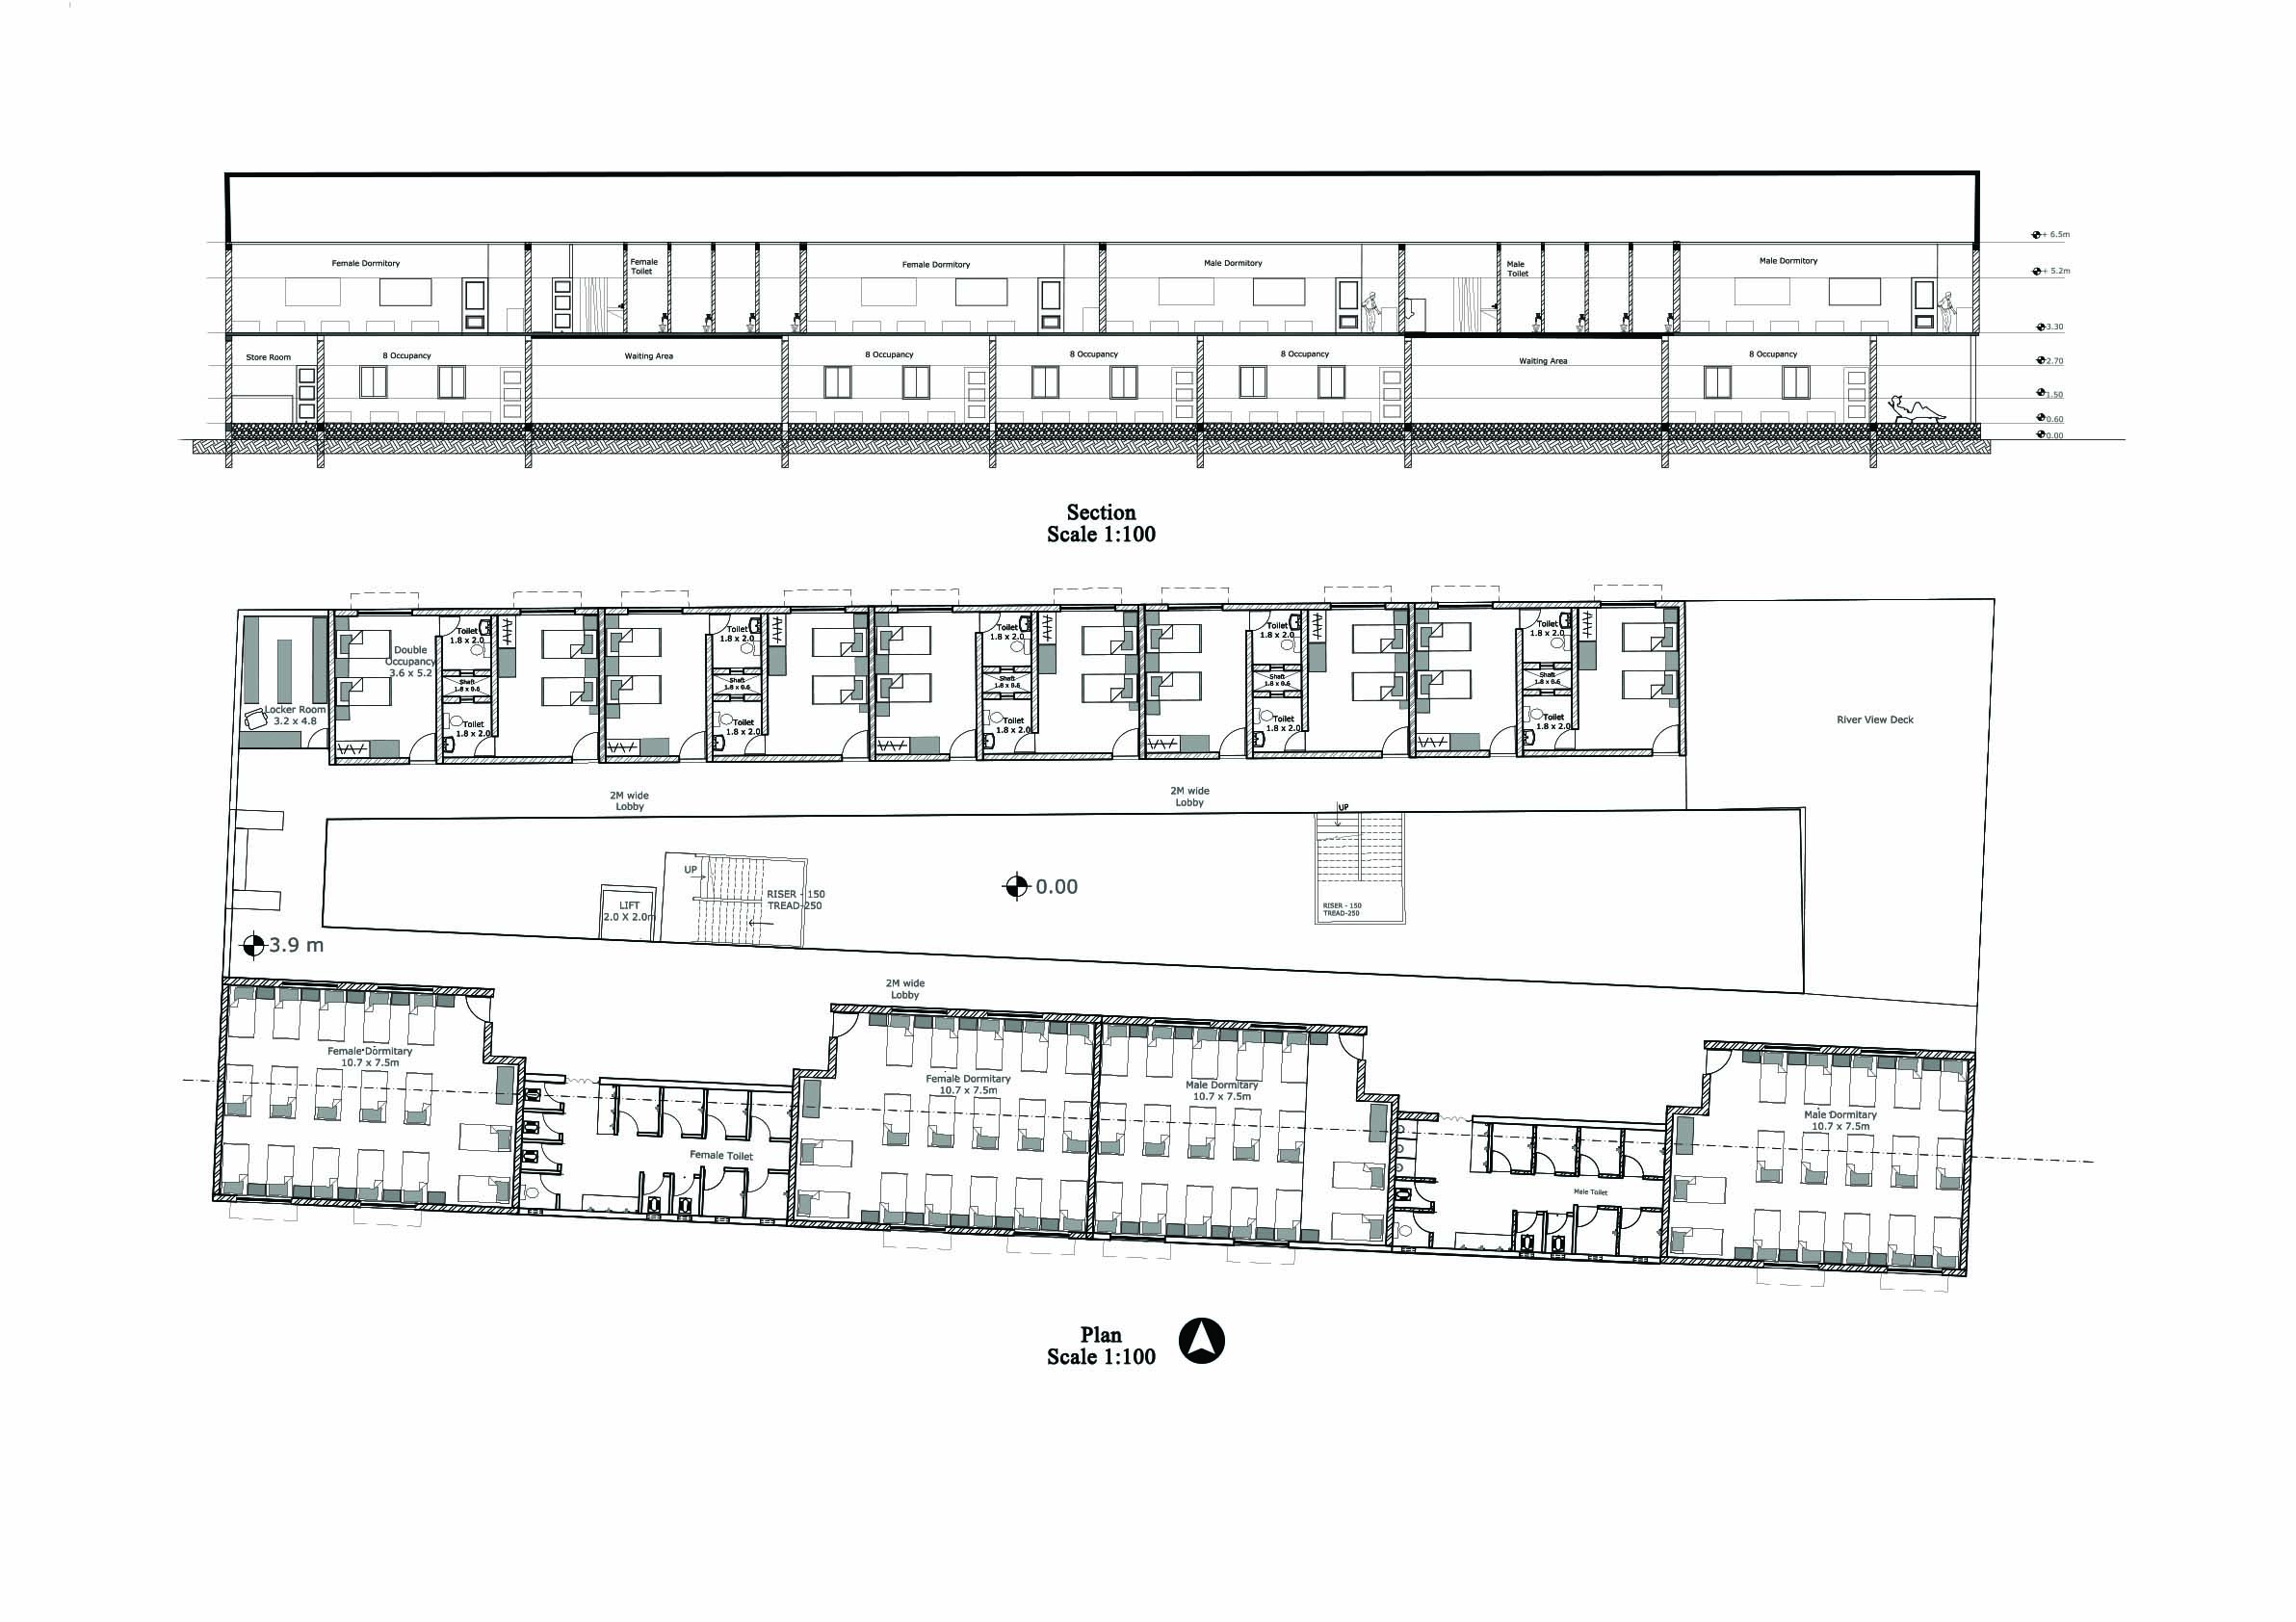 + 6.5m
Female Dormitory
Female
Toilet
Female Dormitory
Male Dormitory
Male
Toilet
Male Dormitory
+ 5.2m
3.30
Store Room
8 Occupancy
Waiting Area
8 Occupancy
8 Occupancy
8 Occupancy
Waiting Area
8 Occupancy
2.70
1.50
0.60
0.00
Section
Scale 1:100
Toilet
1.8 x 2.0
Toilet
1.8 x 2.0
Toilet
1.8 x 2.0
Toilet
1.8 x 2.0
Toilet
1.8 x 2.0
Double
Occupancy
3.6 x 5.2
Shaft
1.8 x 0.6
Shaft
1.8 x 0.6
Shaft
1.8 x 0.6
Shaft
1.8 x 0.6
Shaft
1.8 x 0.6
Locker Room
3.2 x 4.8
Toilet
1.8 x 2.0
Toilet
1.8 x 2.0
Toilet
1.8 x 2.0
Toilet
1.8 x 2.0
Toilet
1.8 x 2.0
River View Deck
2M wide
Lobby
2M wide
Lobby
UP
UP
RISER - 150
TREAD-250
LIFT
2.0 X 2.0m
0.00
RISER - 150
TREAD-250
3.9 m
2M wide
Lobby
Female Dormitary
10.7 x 7.5m
Female Dormitary
10.7 x 7.5m
Male Dormitary
10.7 x 7.5m
Male Dormitary
10.7 x 7.5m
Female Toilet
Male Toilet
Plan
Scale 1:100